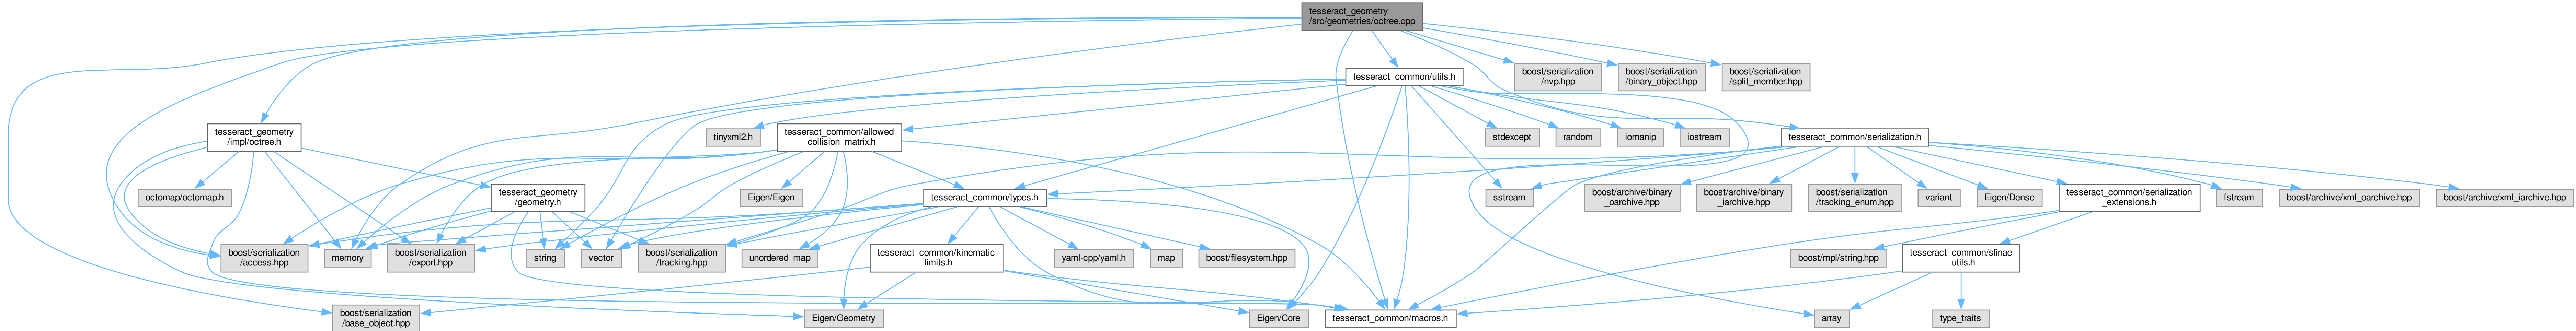 tesseract_geometry
/src/geometries/octree.cpp
tesseract_common/utils.h
boost/serialization
/nvp.hpp
boost/serialization
/binary_object.hpp
boost/serialization
/split_member.hpp
tesseract_geometry
/impl/octree.h
tinyxml2.h
tesseract_common/allowed
_collision_matrix.h
stdexcept
random
iomanip
iostream
tesseract_common/serialization.h
octomap/octomap.h
tesseract_geometry
/geometry.h
Eigen/Eigen
tesseract_common/types.h
sstream
boost/archive/binary
_oarchive.hpp
boost/archive/binary
_iarchive.hpp
boost/serialization
/tracking_enum.hpp
variant
Eigen/Dense
tesseract_common/serialization
_extensions.h
fstream
boost/archive/xml_oarchive.hpp
boost/archive/xml_iarchive.hpp
boost/serialization
/access.hpp
memory
boost/serialization
/export.hpp
string
vector
boost/serialization
/tracking.hpp
unordered_map
tesseract_common/kinematic
_limits.h
yaml-cpp/yaml.h
map
boost/filesystem.hpp
boost/mpl/string.hpp
tesseract_common/sfinae
_utils.h
boost/serialization
/base_object.hpp
Eigen/Geometry
Eigen/Core
tesseract_common/macros.h
array
type_traits